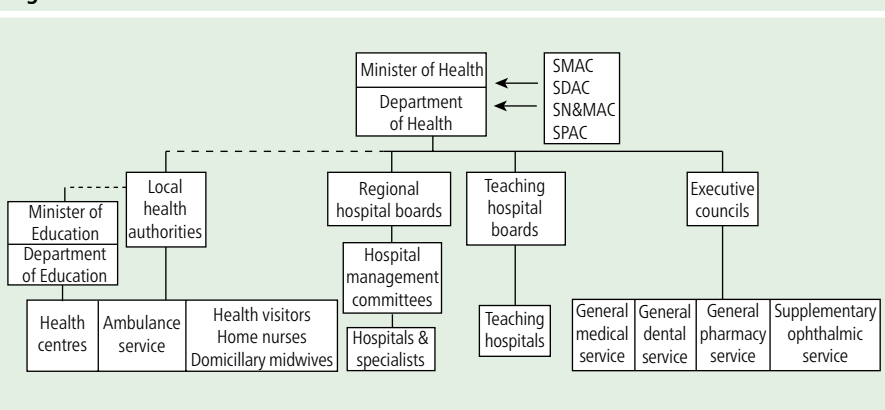 Minister of Health
Department
of Health
SMAC
SDAC
SN&MAC
SPAC
Minister of
Education
Department
of Education
Local
health
authorities
Regional
hospital boards
Teaching
hospital
boards
Executive
councils
Hospital
management
committees
Health
centres
Ambulance
service
Health visitors
Home nurses
Domicillary midwives
Hospitals &
specialists
Teaching
hospitals
General
medical
service
General
dental
service
General
pharmacy
service
Supplementary
ophthalmic
service